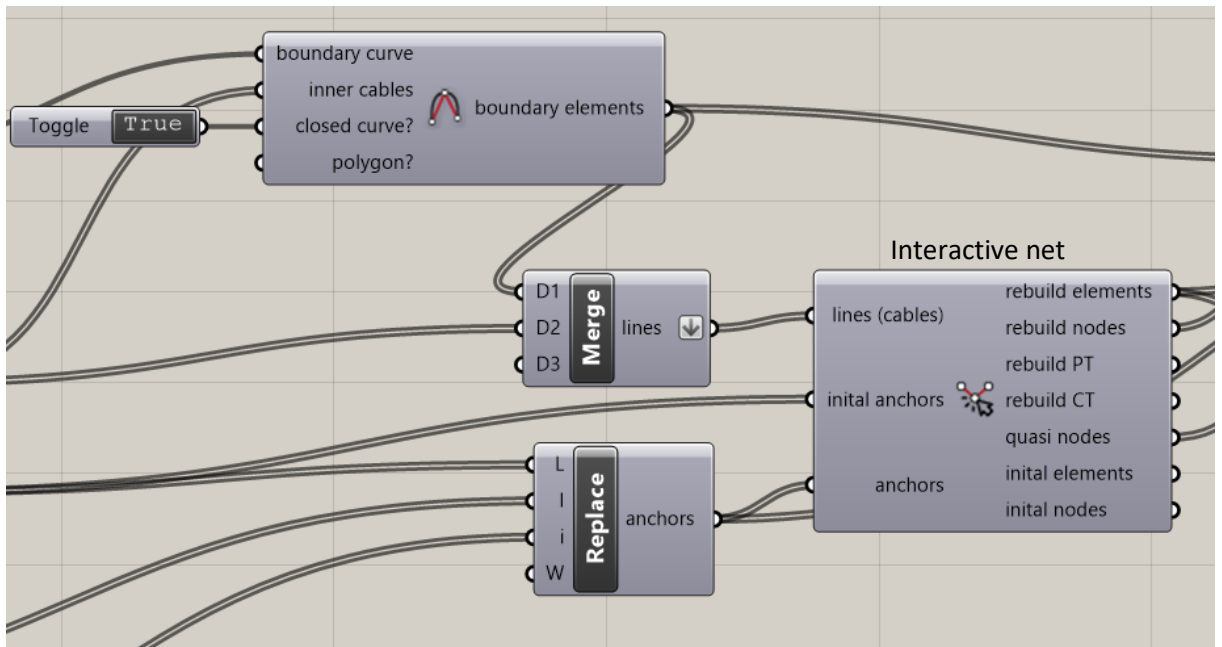 boundary curve
inner cables
Toggle True
closed curve?
polygon?
boundary elements
Interactive net
D1
D2
D3
Merge
lines
lines (cables)
inital anchors
anchors
rebuild elements
rebuild nodes
rebuild PT
rebuild CT
quasi nodes
inital elements
inital nodes
L
I
i
W
Replace
anchors